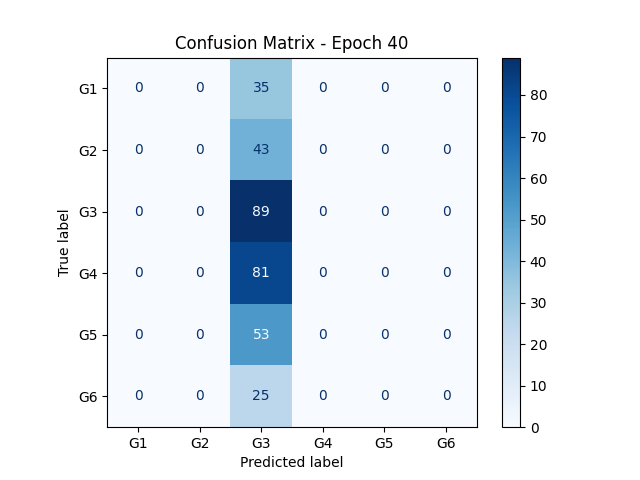 Confusion Matrix - Epoch 40
G1 0 0 35 0 0 0
G2 0 0 43 0 0 0
G3 0 0 89 0 0 0
G4 0 0 81 0 0 0
G5 0 0 53 0 0 0
G6 0 0 25 0 0 0
G1 G2 G3 G4 G5 G6
Predicted label
True label
80
70
60
50
40
30
20
10
0